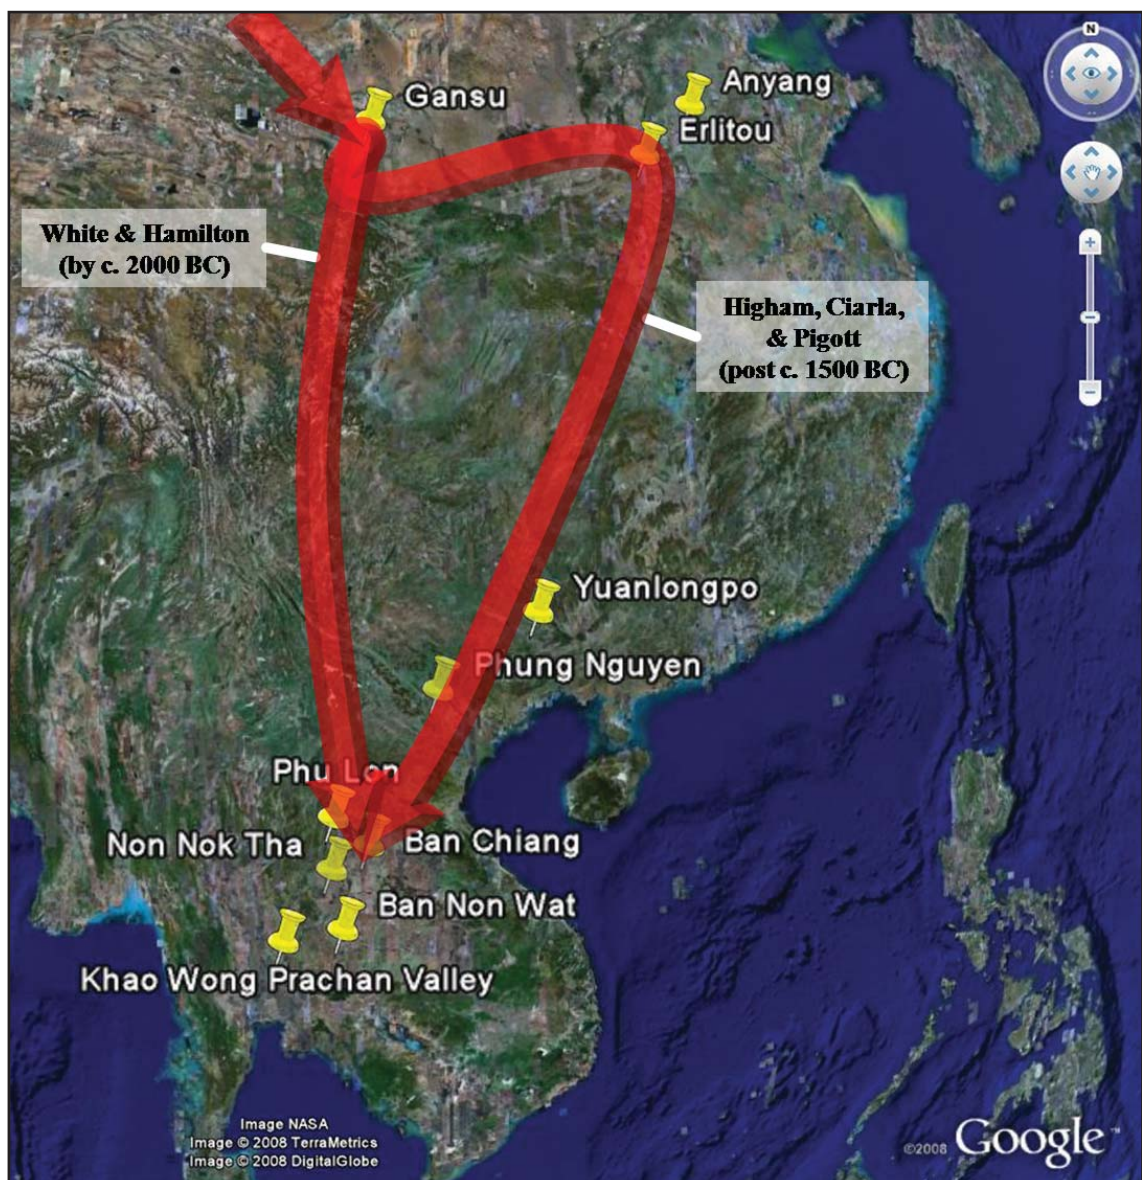 N
Gansu
Anyang
Erlitou
White & Hamilton
(by c. 2000 BC)
Higham, Ciarla,
& Pigott
(post c. 1500 BC)
Yuanlongpo
Phung Nguyen
Phu Lon
Non Nok Tha
Ban Chiang
Ban Non Wat
Khao Wong Prachan Valley
Image NASA
Image © 2008 TerraMetrics
Image © 2008 DigitalGlobe
©2008 Google™